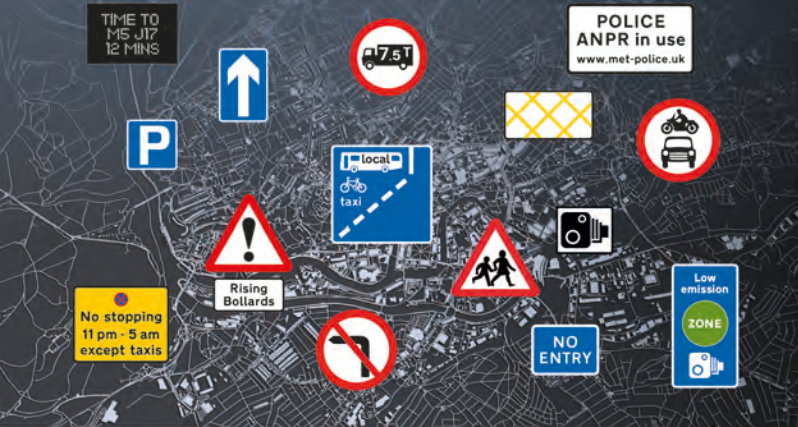 TIME TO
M5 J17
12 MINS
7.5T
POLICE
ANPR in use
www.met-police.uk
P
local
taxi
Rising
Bollards
Low
emission
ZONE
No stopping
11 pm - 5 am
except taxis
NO
ENTRY